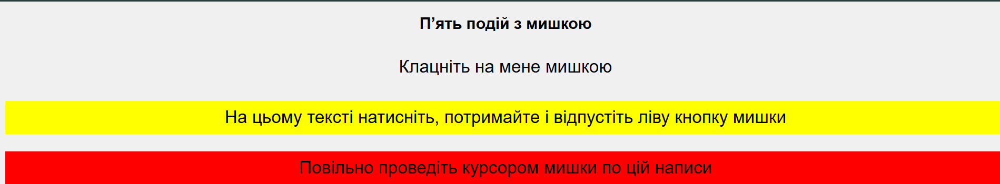 П’ять подій з мишкою
Клацніть на мене мишкою
На цьому тексті натисніть, потримайте і відпустіть ліву кнопку мишки
Повільно проведіть курсором мишки по цій написи